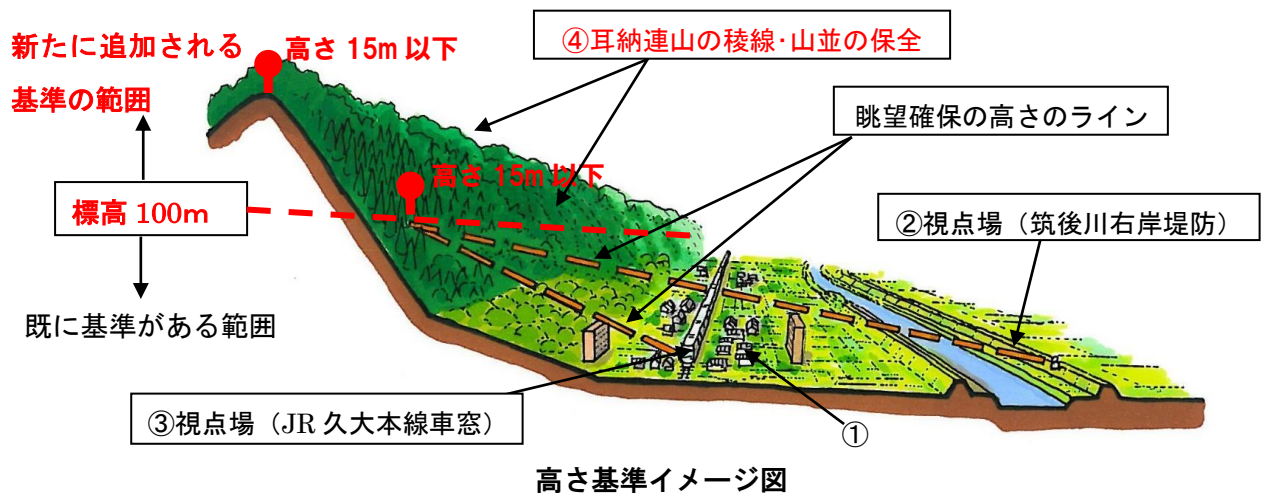 新たに追加される
基準の範囲
高さ 15m 以下
④耳納連山の稜線･山並の保全
眺望確保の高さのライン
高さ 15m 以下
標高 100m
②視点場（筑後川右岸堤防）
既に基準がある範囲
③視点場（JR 久大本線車窓）
①
高さ基準イメージ図